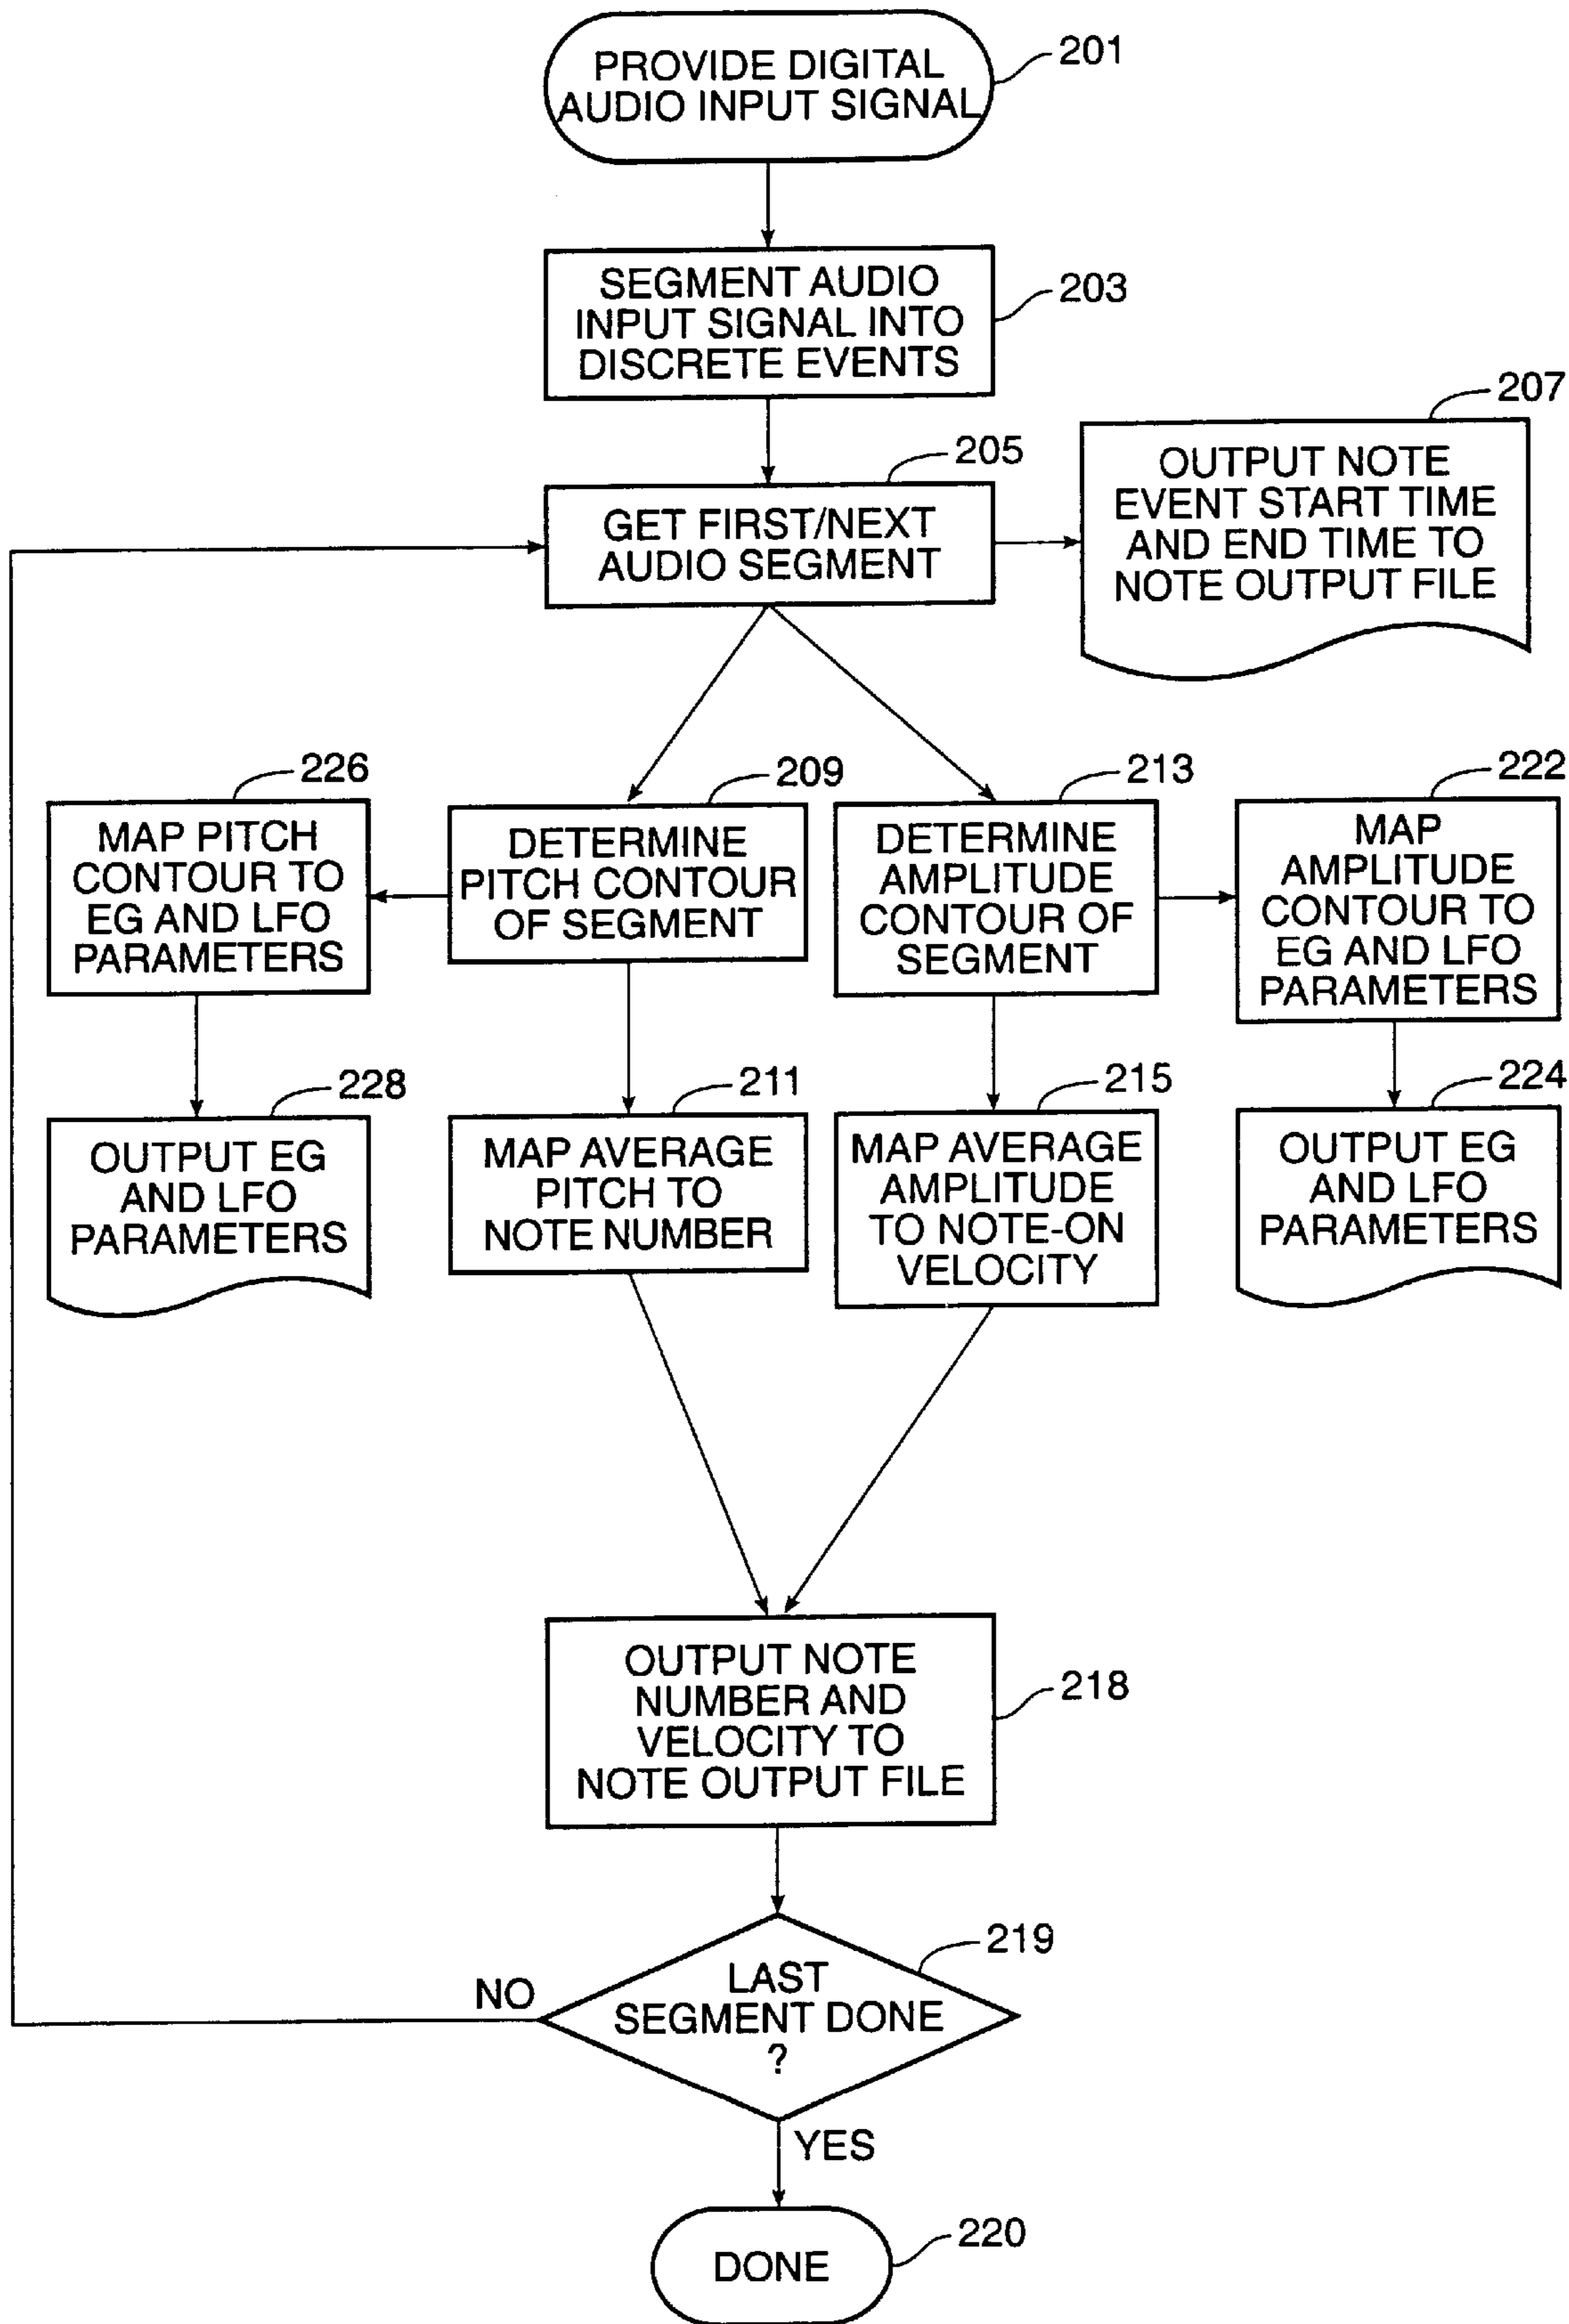 PROVIDE DIGITAL
AUDIO INPUT SIGNAL
201
SEGMENT AUDIO
INPUT SIGNAL INTO
DISCRETE EVENTS
203
205
GET FIRST/NEXT
AUDIO SEGMENT
207
OUTPUT NOTE
EVENT START TIME
AND END TIME TO
NOTE OUTPUT FILE
226
MAP PITCH
CONTOUR TO
EG AND LFO
PARAMETERS
209
DETERMINE
PITCH CONTOUR
OF SEGMENT
213
DETERMINE
AMPLITUDE
CONTOUR OF
SEGMENT
222
MAP
AMPLITUDE
CONTOUR TO
EG AND LFO
PARAMETERS
228
OUTPUT EG
AND LFO
PARAMETERS
211
MAP AVERAGE
PITCH TO
NOTE NUMBER
215
MAP AVERAGE
AMPLITUDE
TO NOTE-ON
VELOCITY
224
OUTPUT EG
AND LFO
PARAMETERS
OUTPUT NOTE
NUMBER AND
VELOCITY TO
NOTE OUTPUT FILE
218
219
LAST
SEGMENT DONE
?
NO
YES
DONE
220